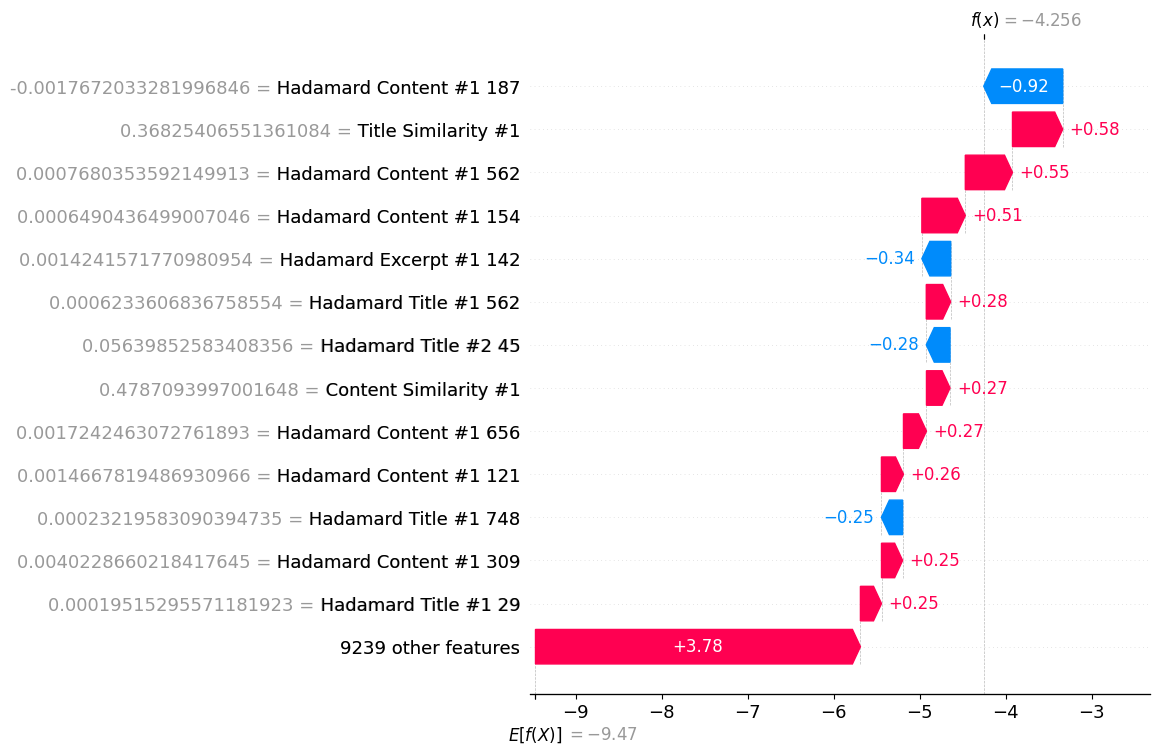 f(x) = −4.256
-0.0017672033281996846 = Hadamard Content #1 187
−0.92
0.36825406551361084 = Title Similarity #1
+0.58
0.0007680353592149913 = Hadamard Content #1 562
+0.55
0.0006490436499007046 = Hadamard Content #1 154
+0.51
0.0014241571770980954 = Hadamard Excerpt #1 142
−0.34
0.0006233606836758554 = Hadamard Title #1 562
+0.28
0.056398525834083​56 = Hadamard Title #2 45
−0.28
0.4787093997001648 = Content Similarity #1
+0.27
0.0017242463072761893 = Hadamard Content #1 656
+0.27
0.0014667819486930966 = Hadamard Content #1 121
+0.26
0.00023219583090394735 = Hadamard Title #1 748
−0.25
0.0040228660218417645 = Hadamard Content #1 309
+0.25
0.00019515295571181923 = Hadamard Title #1 29
+0.25
9239 other features
+3.78
−9 −8 −7 −6 −5 −4 −3
E[f(X)] = −9.47